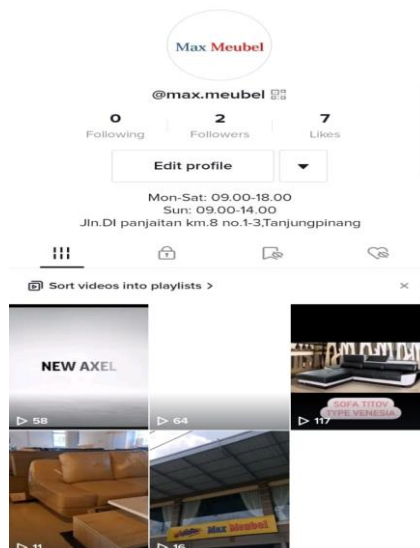 Max Meubel
@max.meubel
0 2 7
Following Followers Likes
Edit profile
Mon-Sat: 09.00-18.00
Sun: 09.00-14.00
Jln.DI panjaitan km.8 no.1-3,Tanjungpinang
Sort videos into playlists >
NEW AXEL
SOFA TITOV
TYPE VENESIA
58 64 117
Max Meubel
11 16